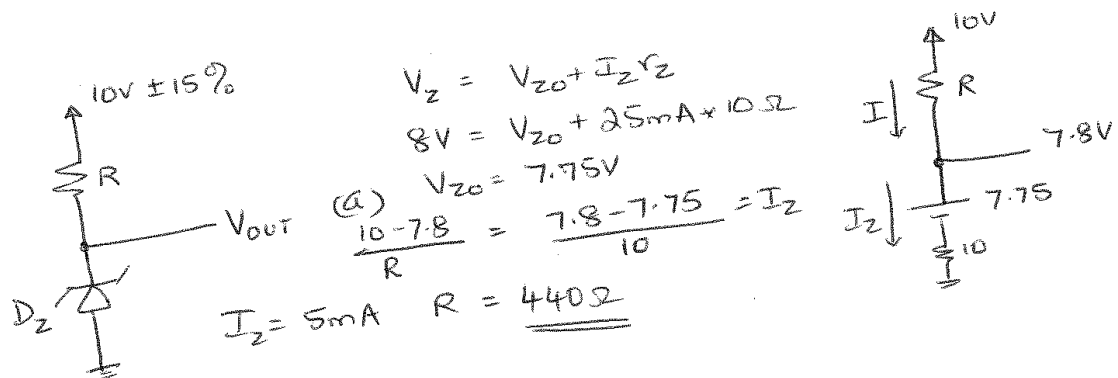 10V ± 15%
R
V_OUT
D_Z
V_Z = V_Z0 + I_Z r_Z
8V = V_Z0 + 25mA * 10Ω
V_Z0 = 7.75V
(a)
10-7.8 / R = 7.8-7.75 / 10 = I_Z
I_Z = 5mA R = 440Ω
10V
I
R
7.8V
I_Z
7.75
10